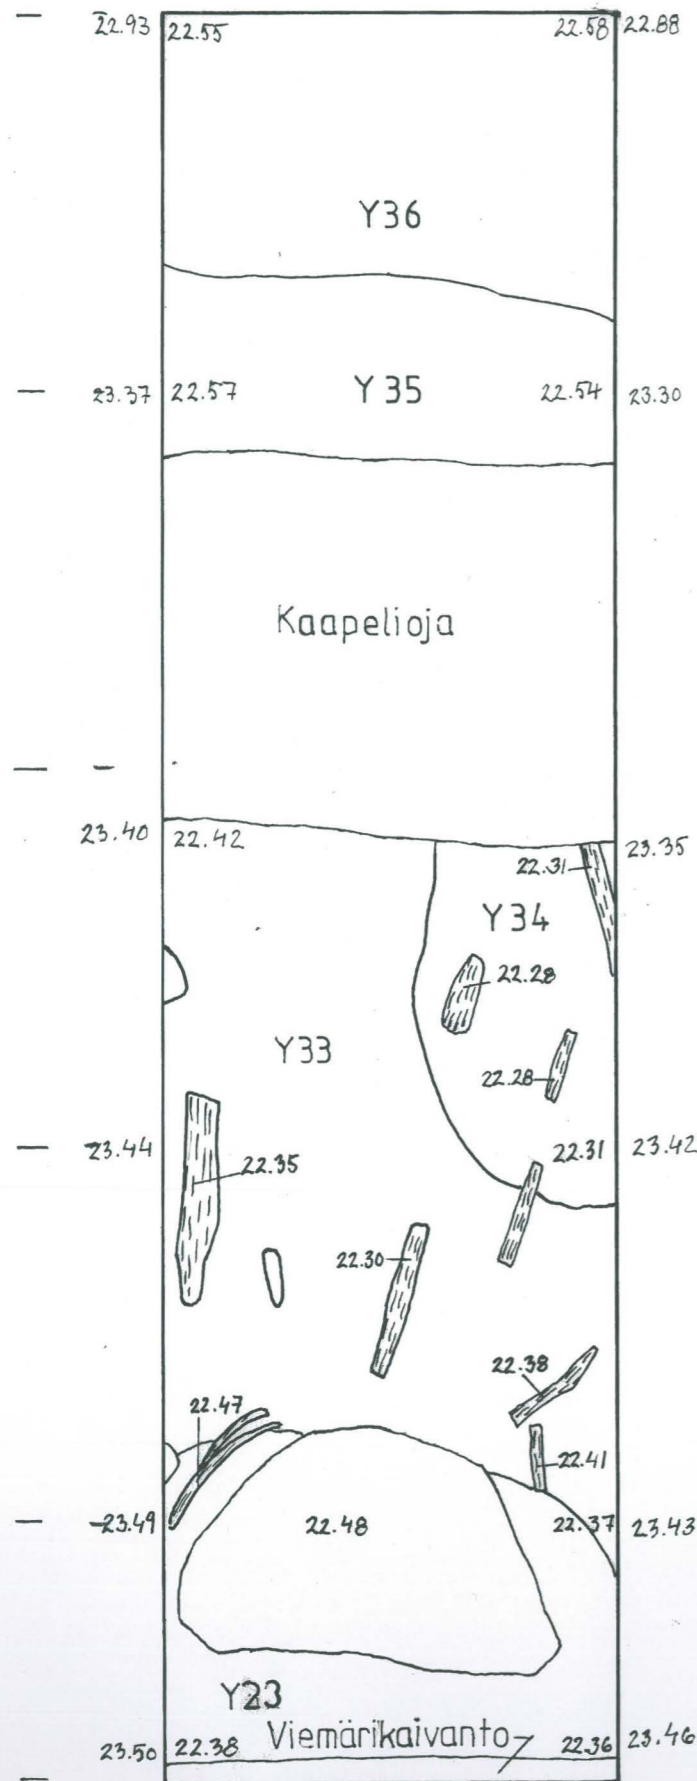 22.93 22.55 22.58 22.88
Y36
23.37 22.57 Y35 22.54 23.30
Kaapelioja
23.40 22.42 23.35
22.31
Y34
22.28
Y33
22.28
23.44 22.31 23.42
22.35
22.30
22.38
22.47
22.41
23.49 22.48 22.37 23.43
Y23
Viemärikaivanto
23.50 22.38 22.36 23.46